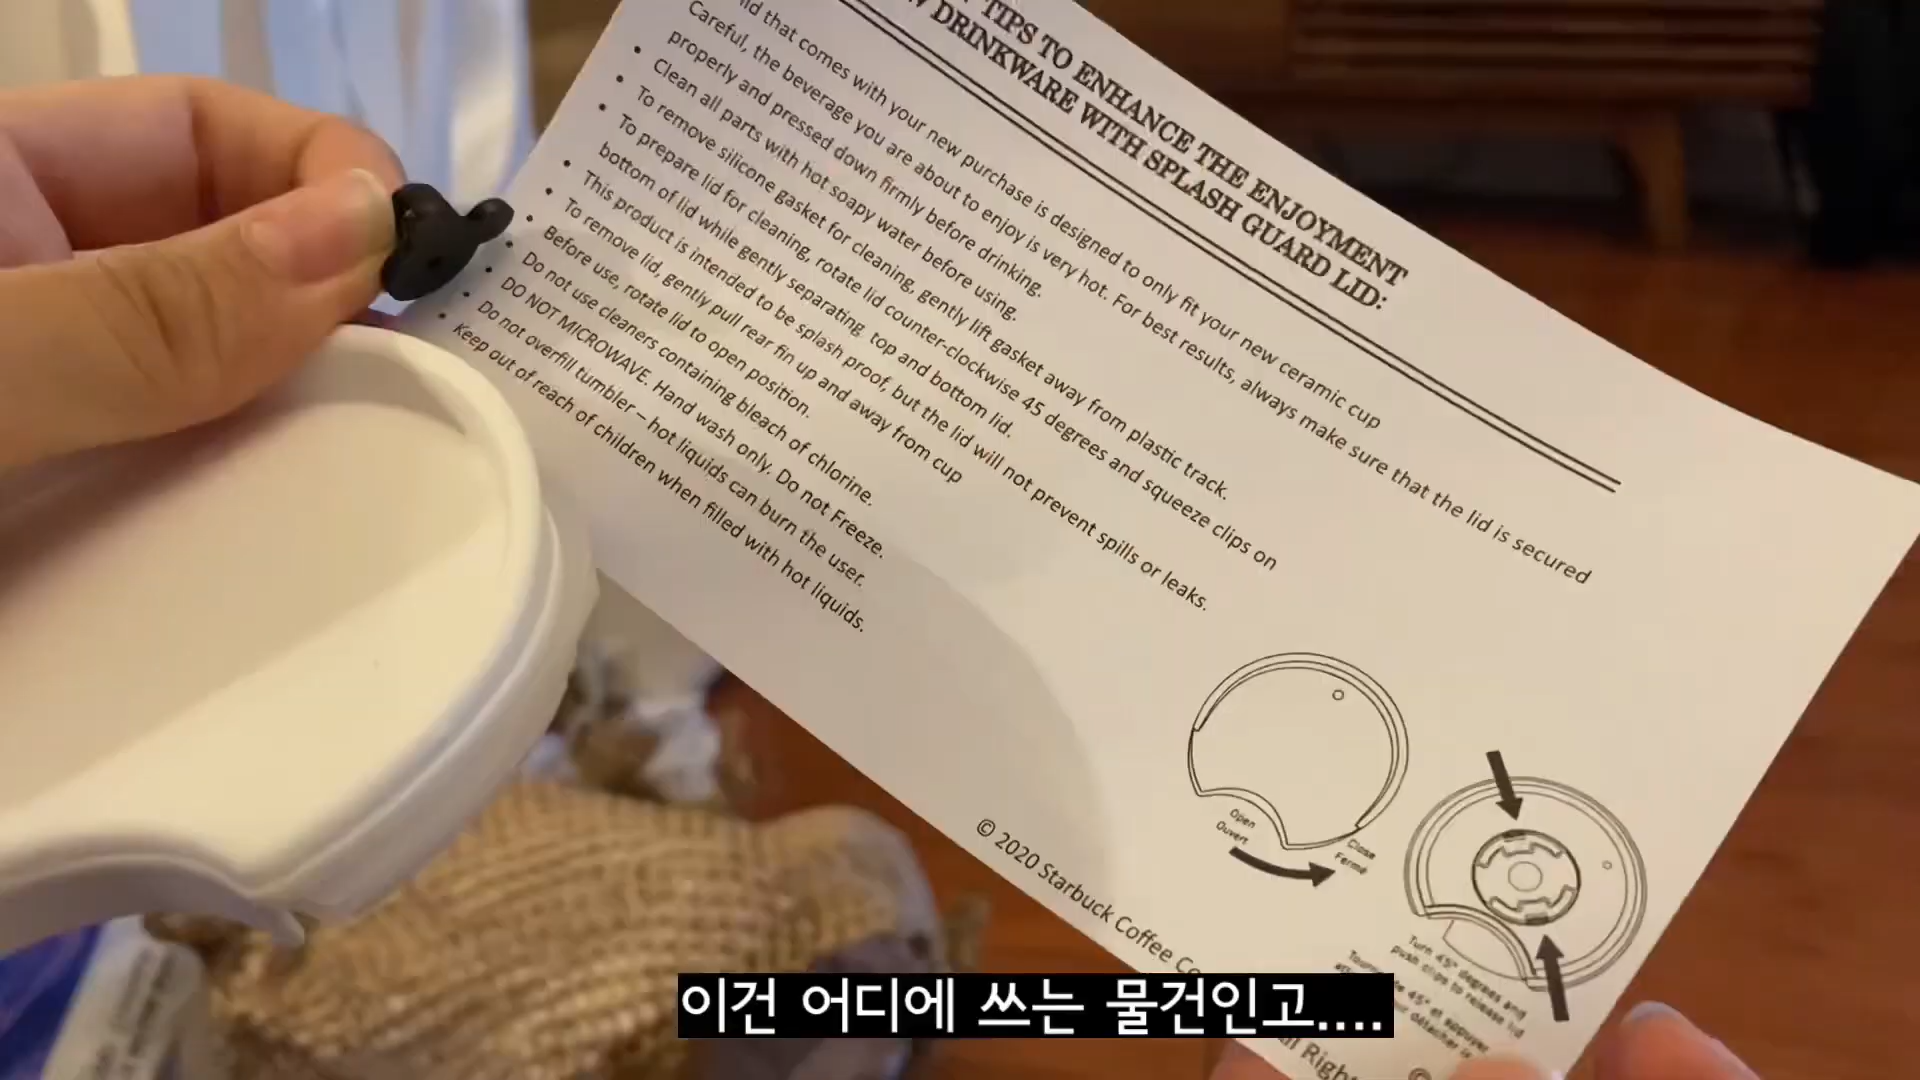 TIPS TO ENHANCE THE ENJOYMENT
DRINKWARE WITH SPLASH GUARD LID:
lid that comes with your new purchase is designed to only fit your new ceramic cup
Careful, the beverage you are about to enjoy is very hot. For best results, always make sure that the lid is secured
properly and pressed down firmly before drinking.
• Clean all parts with hot soapy water before using.
• To remove silicone gasket for cleaning, gently lift gasket away from plastic track.
• To prepare lid for cleaning, rotate lid counter-clockwise 45 degrees and squeeze clips on
bottom of lid while gently separating top and bottom lid.
• This product is intended to be splash proof, but the lid will not prevent spills or leaks.
• To remove lid, gently pull rear fin up and away from cup
• Before use, rotate lid to open position.
• Do not use cleaners containing bleach of chlorine.
• DO NOT MICROWAVE. Hand wash only. Do not Freeze.
• Do not overfill tumbler – hot liquids can burn the user.
• Keep out of reach of children when filled with hot liquids.
Open
Ouvert
Close
Fermé
Turn 45° degrees and
push clips to release lid
45° et appuyer
détacher
© 2020 Starbuck Coffee Co
Right
©
이건 어디에 쓰는 물건인고....